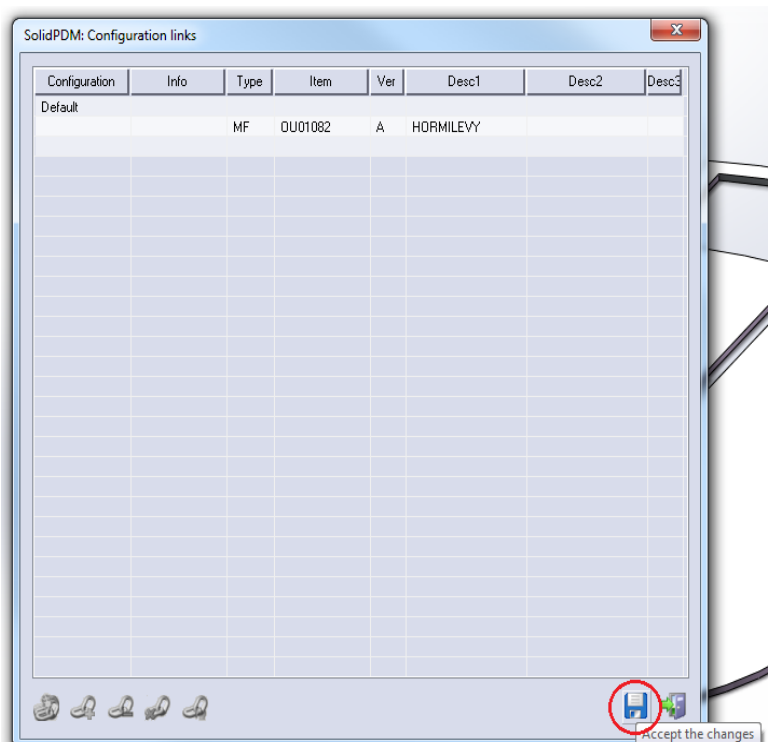 SolidPDM: Configuration links
Configuration Info Type Item Ver Desc1 Desc2 Desc3
Default
MF OU01082 A HORMILEVY
Accept the changes